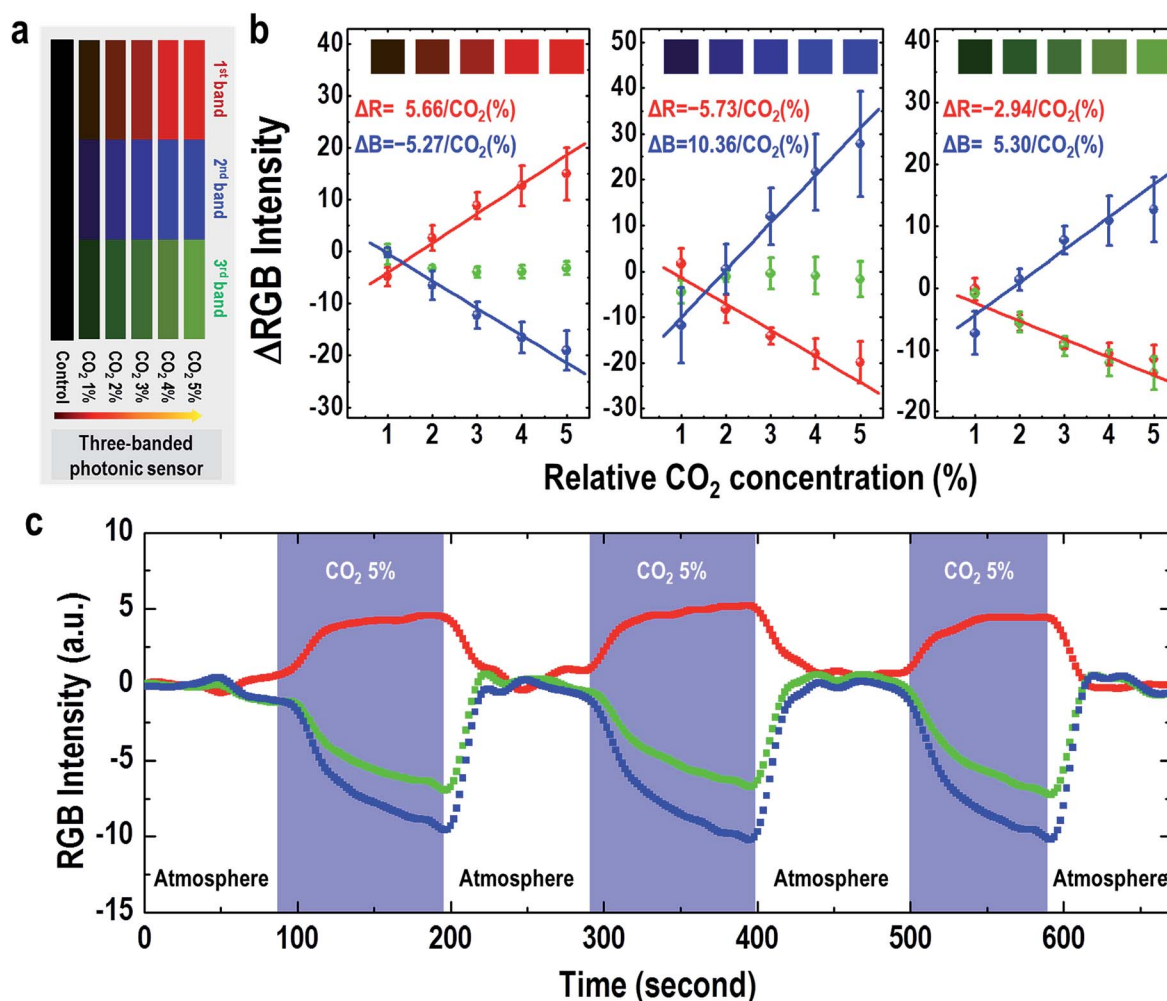 a
1st band
2nd band
3rd band
Control
CO2 1%
CO2 2%
CO2 3%
CO2 4%
CO2 5%
Three-banded
photonic sensor
b
ΔRGB Intensity
40
30
20
10
0
-10
-20
-30
ΔR= 5.66/CO2(%)
ΔB=−5.27/CO2(%)
1 2 3 4 5
50
40
30
20
10
0
-10
-20
-30
ΔR=−5.73/CO2(%)
ΔB=10.36/CO2(%)
1 2 3 4 5
40
30
20
10
0
-10
-20
ΔR=−2.94/CO2(%)
ΔB= 5.30/CO2(%)
1 2 3 4 5
Relative CO2 concentration (%)
c
RGB Intensity (a.u.)
10
5
0
-5
-10
-15
CO2 5%
CO2 5%
CO2 5%
Atmosphere
Atmosphere
Atmosphere
Atmosphere
0 100 200 300 400 500 600
Time (second)